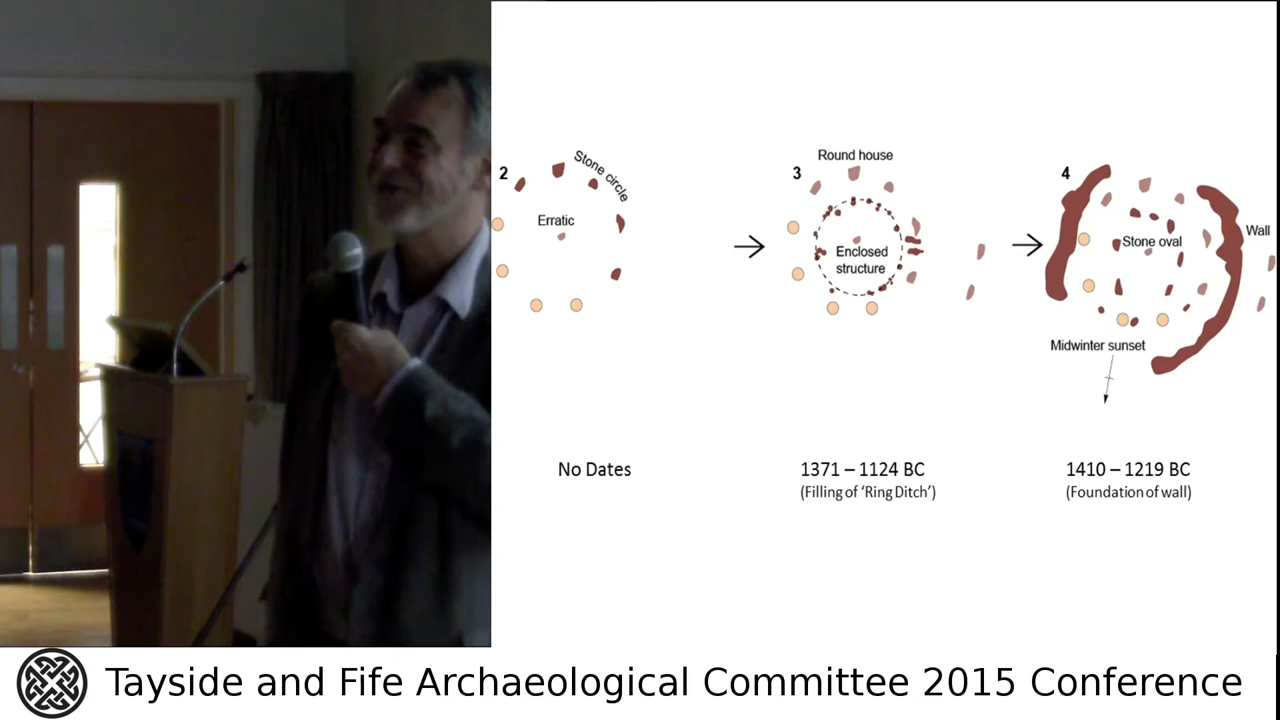 2
Stone circle
Erratic
No Dates
3
Round house
Enclosed
structure
1371 – 1124 BC
(Filling of 'Ring Ditch')
4
Stone oval
Wall
Midwinter sunset
1410 – 1219 BC
(Foundation of wall)
Tayside and Fife Archaeological Committee 2015 Conference